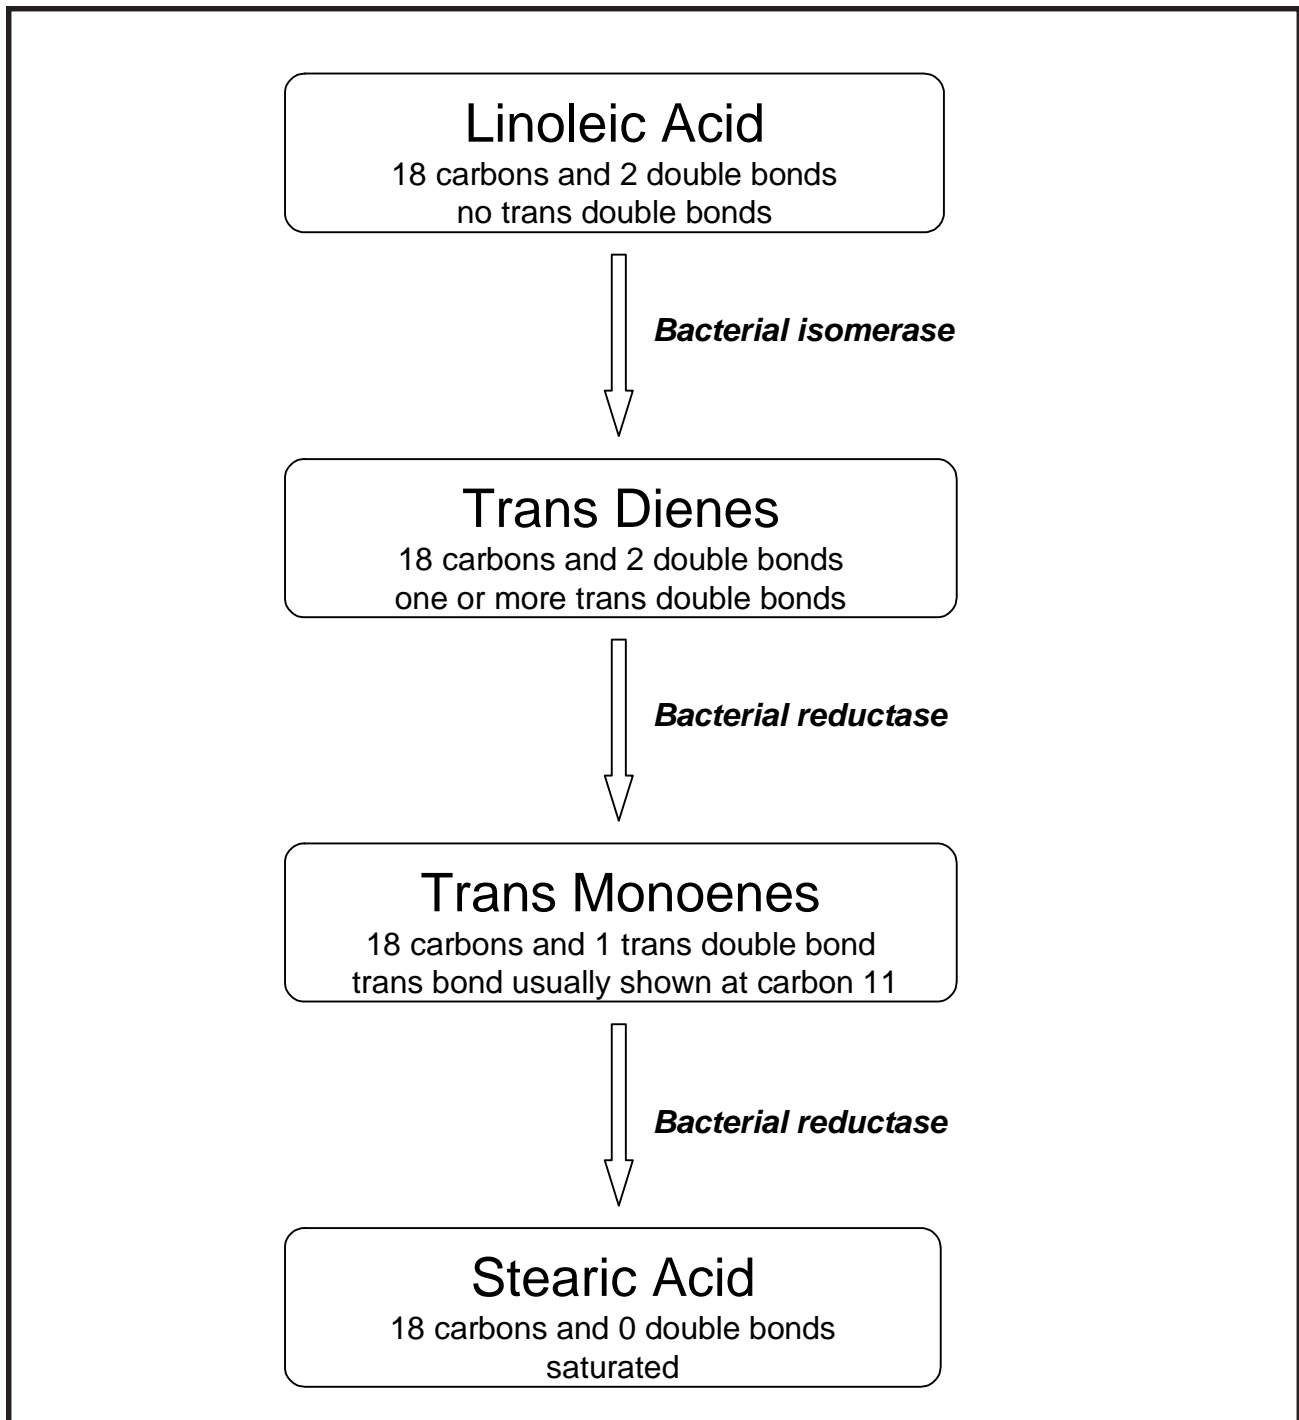 Linoleic Acid
18 carbons and 2 double bonds
no trans double bonds
Bacterial isomerase
Trans Dienes
18 carbons and 2 double bonds
one or more trans double bonds
Bacterial reductase
Trans Monoenes
18 carbons and 1 trans double bond
trans bond usually shown at carbon 11
Bacterial reductase
Stearic Acid
18 carbons and 0 double bonds
saturated